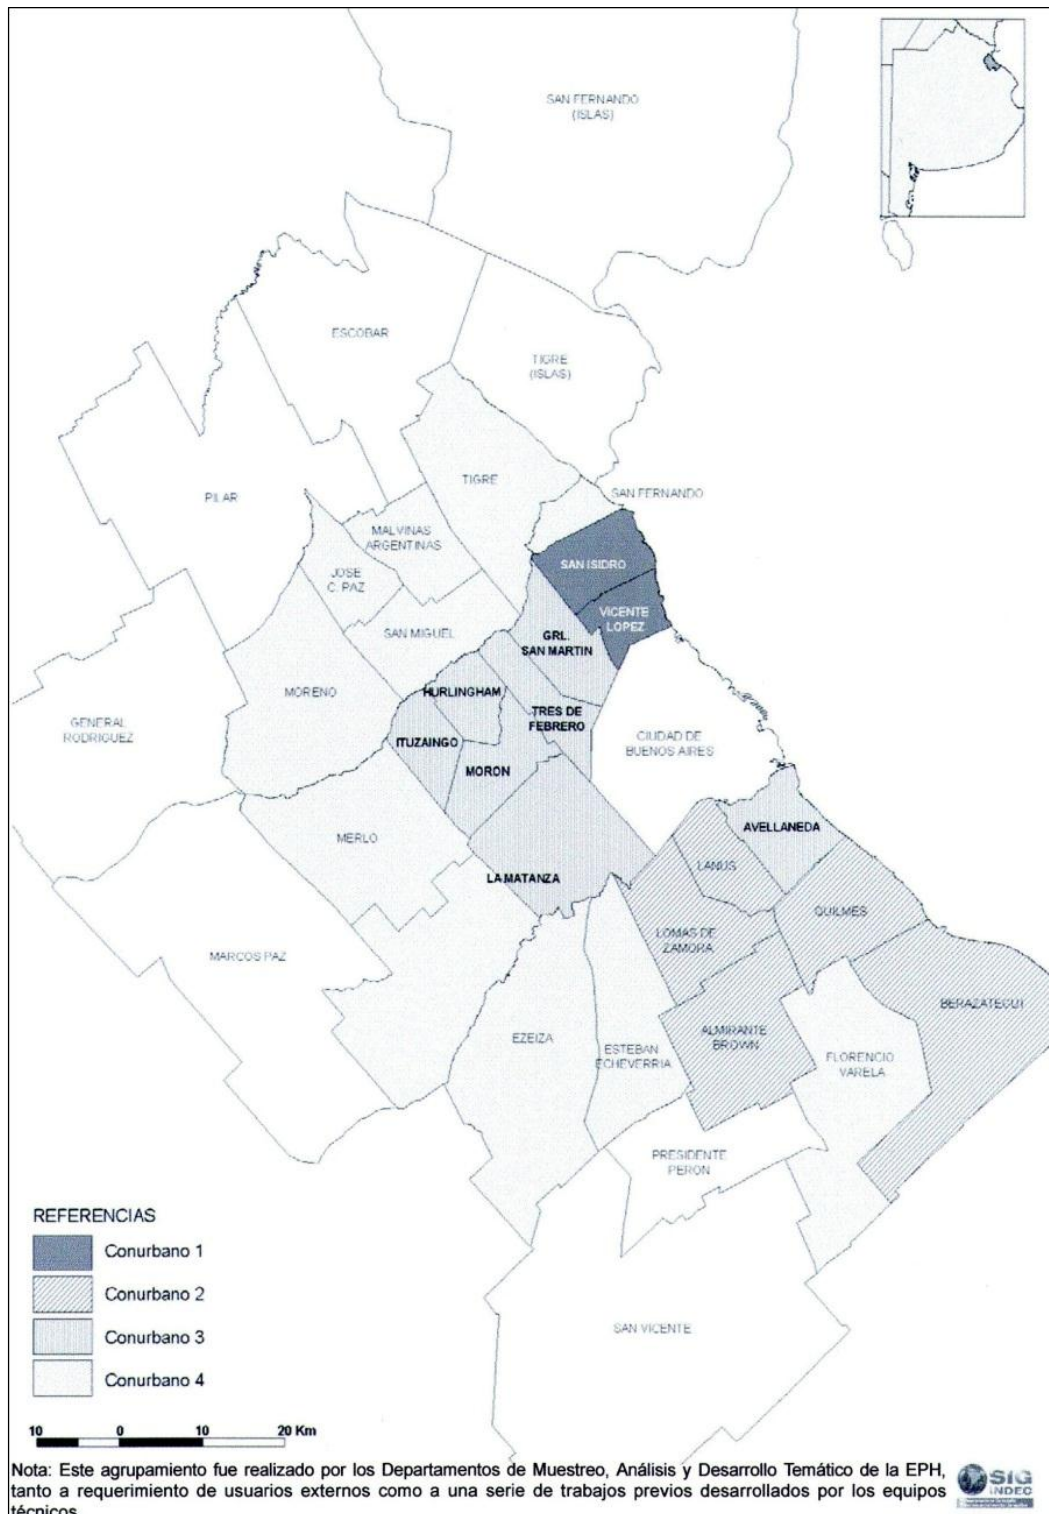 SAN FERNANDO
(ISLAS)
ESCOBAR
TIGRE
(ISLAS)
TIGRE
SAN FERNANDO
PILAR
MALVINAS
ARGENTINAS
SAN ISIDRO
JOSE
C. PAZ
VICENTE
LOPEZ
SAN MIGUEL
GRL.
SAN MARTIN
MORENO
HURLINGHAM
GENERAL
RODRIGUEZ
TRES DE
FEBRERO
ITUZAINGO
CIUDAD DE
BUENOS AIRES
MORON
MERLO
AVELLANEDA
LANUS
LA MATANZA
QUILMES
LOMAS DE
ZAMORA
MARCOS PAZ
BERAZATEGUI
EZEIZA
ALMIRANTE
BROWN
ESTEBAN
ECHEVERRIA
FLORENCIO
VARELA
PRESIDENTE
PERON
SAN VICENTE
REFERENCIAS
Conurbano 1
Conurbano 2
Conurbano 3
Conurbano 4
10 0 10 20 Km
Nota: Este agrupamiento fue realizado por los Departamentos de Muestreo, Análisis y Desarrollo Temático de la EPH,
tanto a requerimiento de usuarios externos como a una serie de trabajos previos desarrollados por los equipos
técnicos
SIG
INDEC